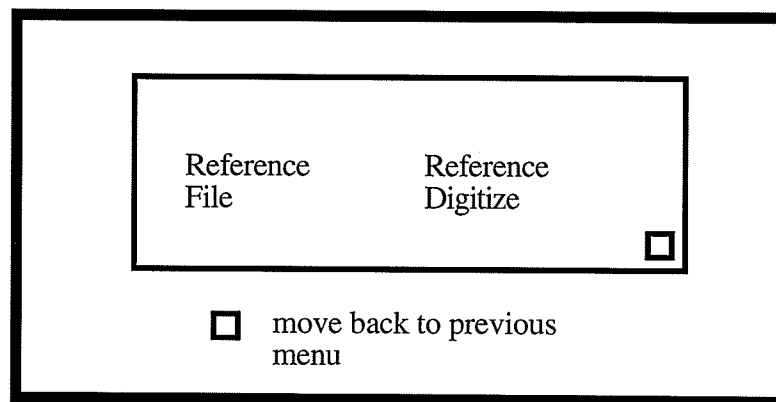 Reference Reference
File Digitize
move back to previous
menu